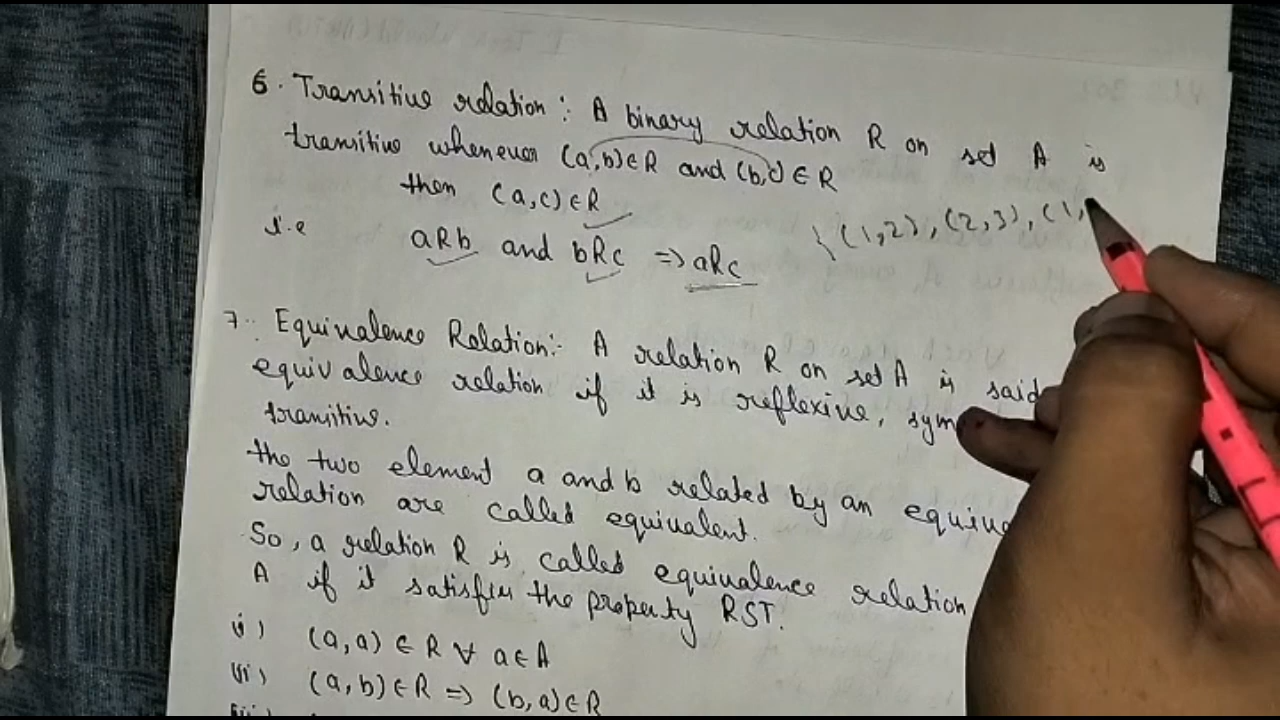 6. Transitive relation : A binary relation R on set A is
transitive whenever (a,b)∈R and (b,c)∈R
then (a,c)∈R
i.e aRb and bRc => aRc
{(1,2), (2,3), (1,
7. Equivalence Relation:- A relation R on set A is said
equivalence relation if it is reflexive, sym
transitive.
the two element a and b related by an equiva
relation are called equivalent.
So, a relation R is called equivalence relation
A if it satisfies the property RST.
i) (a,a) ∈ R ∀ a∈A
ii) (a,b)∈R => (b,a)∈R